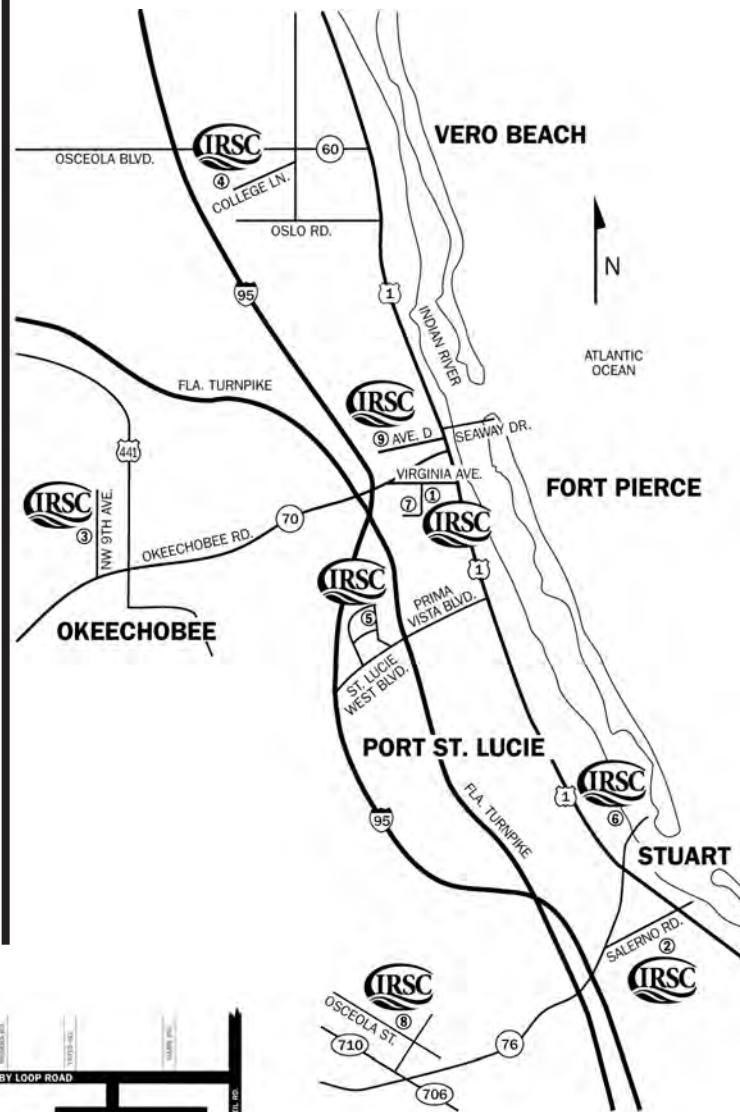 IRSC
VERO BEACH
OSCEOLA BLVD.
60
④
COLLEGE LN.
OSLO RD.
N
95
1
INDIAN RIVER
ATLANTIC
OCEAN
FLA. TURNPIKE
IRSC
⑨ AVE. D
SEAWAY DR.
441
VIRGINIA AVE.
FORT PIERCE
IRSC
③
NW 9TH AVE.
⑦
①
IRSC
70
OKEECHOBEE RD.
1
IRSC
PRIMA
VISTA BLVD.
⑤
OKEECHOBEE
ST. LUCIE
WEST BLVD.
PORT ST. LUCIE
IRSC
⑥
1
FLA. TURNPIKE
95
STUART
SALERNO RD.
②
IRSC
IRSC
⑧
OSCEOLA ST.
710
76
706
BY LOOP ROAD